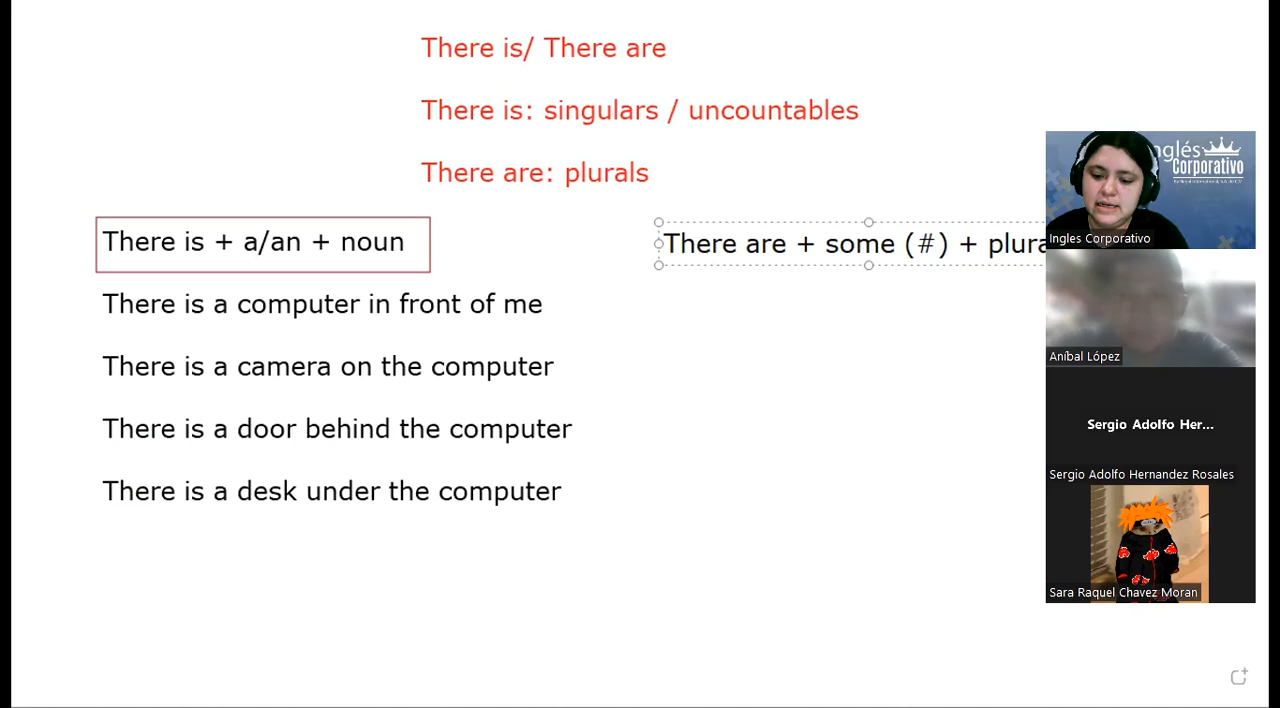 There is/ There are
There is: singulars / uncountables
There are: plurals
There is + a/an + noun
There are + some (#) + plura
There is a computer in front of me
There is a camera on the computer
There is a door behind the computer
There is a desk under the computer
nglés
Corporativo
Ingles Corporativo
Aníbal López
Sergio Adolfo Her...
Sergio Adolfo Hernandez Rosales
Sara Raquel Chavez Moran